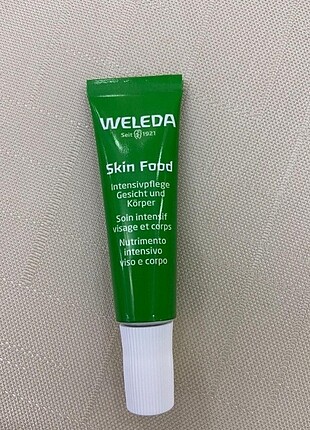 WELEDA
Seit 1921
Skin Food
Intensivpflege
Gesicht und
Körper
Soin intensif
visage et corps
Nutrimento
intensivo
viso e corpo